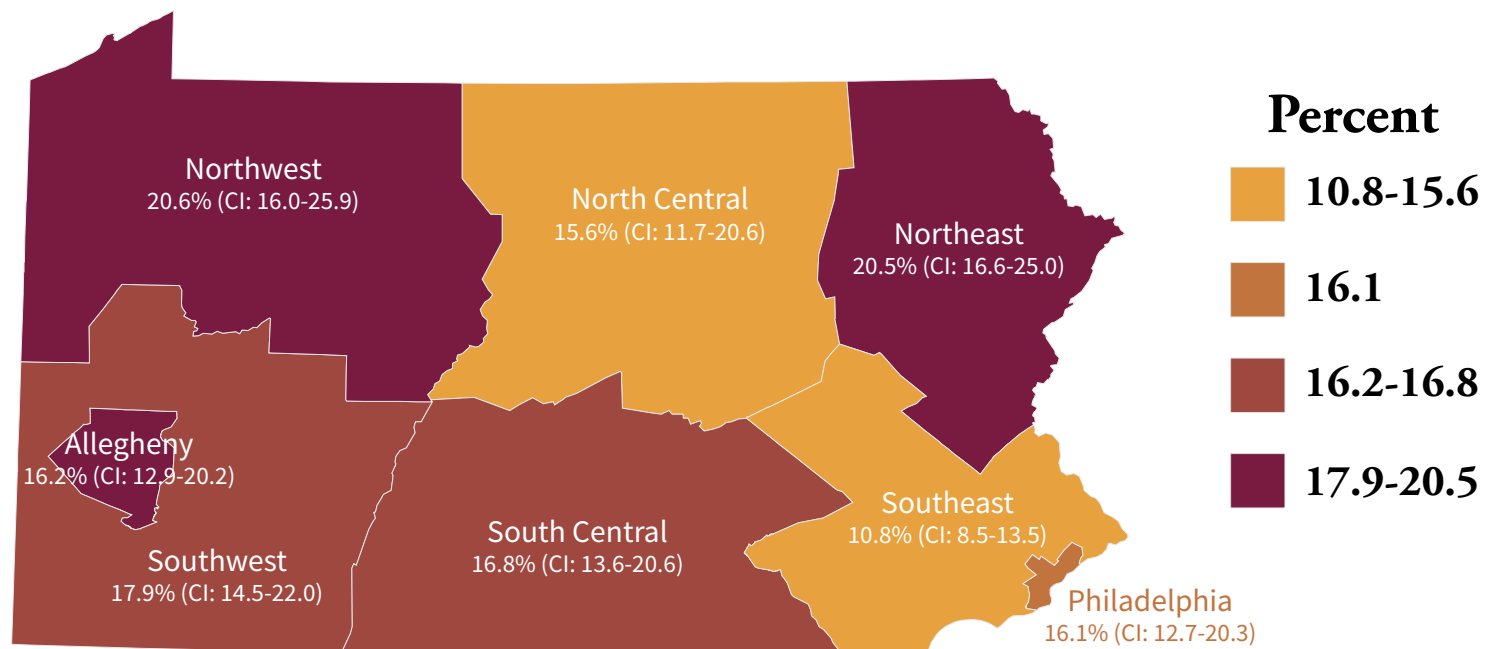 Northwest
20.6% (CI: 16.0-25.9)
North Central
15.6% (CI: 11.7-20.6)
Northeast
20.5% (CI: 16.6-25.0)
Allegheny
16.2% (CI: 12.9-20.2)
Southwest
17.9% (CI: 14.5-22.0)
South Central
16.8% (CI: 13.6-20.6)
Southeast
10.8% (CI: 8.5-13.5)
Philadelphia
16.1% (CI: 12.7-20.3)
Percent
10.8-15.6
16.1
16.2-16.8
17.9-20.5